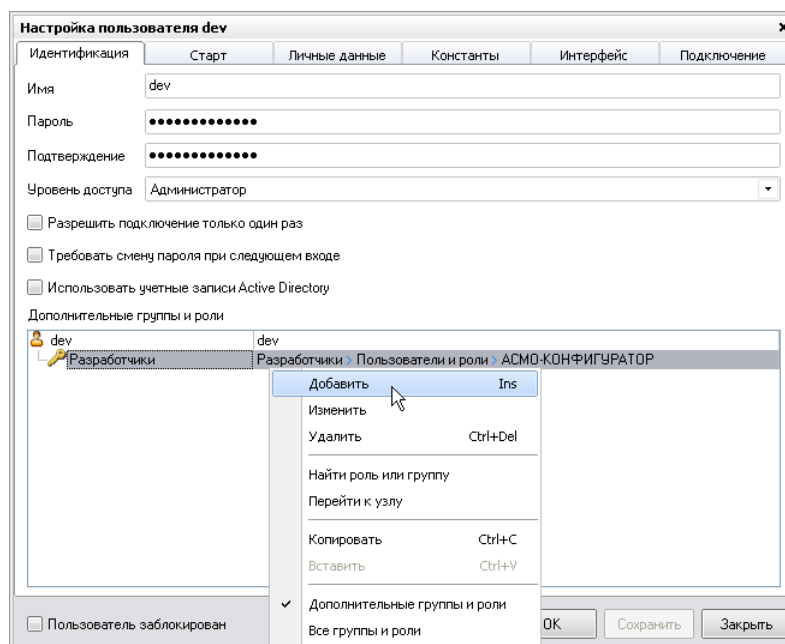 Настройка пользователя dev
Идентификация Старт Личные данные Константы Интерфейс Подключение
Имя dev
Пароль •••••••••••••
Подтверждение •••••••••••••
Уровень доступа Администратор
Разрешить подключение только один раз
Требовать смену пароля при следующем входе
Использовать учетные записи Active Directory
Дополнительные группы и роли
dev dev
Разработчики Разработчики > Пользователи и роли > АСМО-КОНФИГУРАТОР
Добавить Ins
Изменить
Удалить Ctrl+Del
Найти роль или группу
Перейти к узлу
Копировать Ctrl+C
Вставить Ctrl+V
Дополнительные группы и роли
Все группы и роли
Пользователь заблокирован OK Сохранить Закрыть